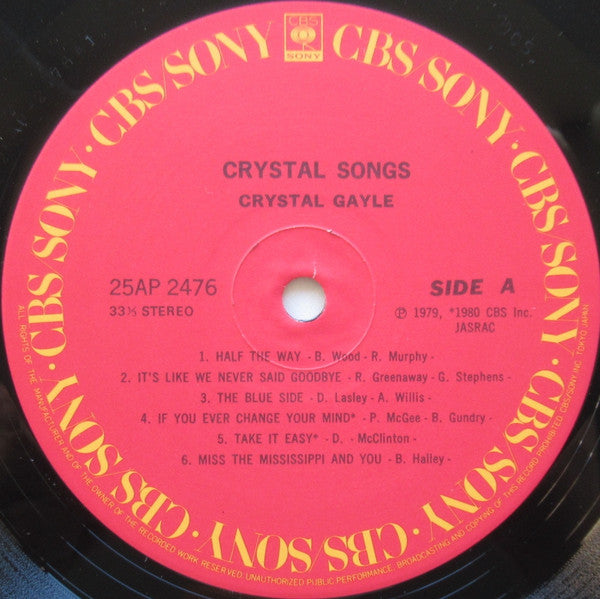 CBS
SONY
CBS/SONY · CBS/SONY · CBS/SONY · CBS/SONY · CBS/SONY · CBS/SONY · CBS/SONY · CBS/SONY
CRYSTAL SONGS
CRYSTAL GAYLE
25AP 2476
33⅓ STEREO
SIDE A
℗ 1979, *1980 CBS Inc.
JASRAC
1. HALF THE WAY - B. Wood - R. Murphy -
2. IT'S LIKE WE NEVER SAID GOODBYE - R. Greenaway - G. Stephens -
3. THE BLUE SIDE - D. Lasley - A. Willis -
4. IF YOU EVER CHANGE YOUR MIND* - P. McGee - B. Gundry -
5. TAKE IT EASY* - D. - McClinton -
6. MISS THE MISSISSIPPI AND YOU - B. Halley -
ALL RIGHTS OF THE MANUFACTURER AND OF THE OWNER OF THE RECORDED WORK RESERVED. UNAUTHORIZED PUBLIC PERFORMANCE, BROADCASTING AND COPYING OF THIS RECORD PROHIBITED. CBS/SONY INC. TOKYO JAPAN